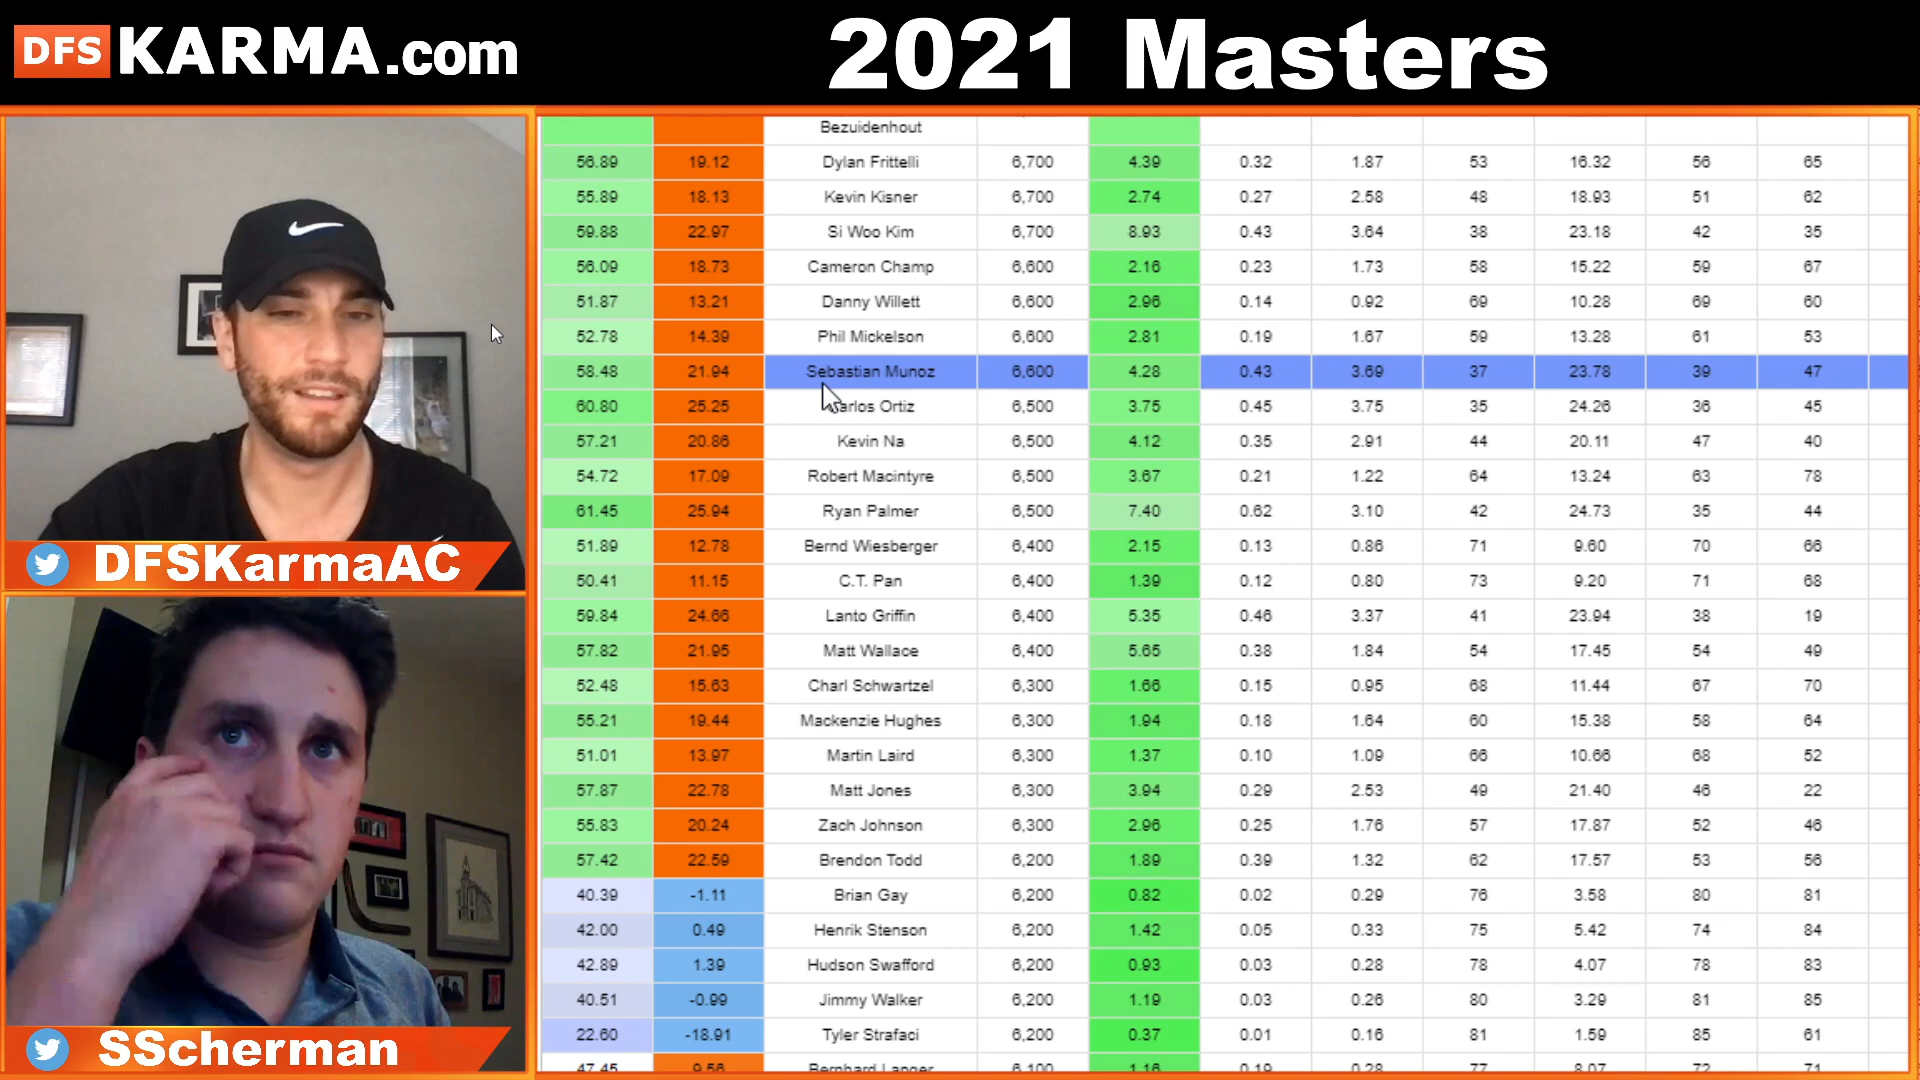 DFS KARMA.com
2021 Masters
Bezuidenhout
56.89 19.12 Dylan Frittelli 6,700 4.39 0.32 1.87 53 16.32 56 65
55.89 18.13 Kevin Kisner 6,700 2.74 0.27 2.58 48 18.93 51 62
59.88 22.97 Si Woo Kim 6,700 8.93 0.43 3.64 38 23.18 42 35
56.09 18.73 Cameron Champ 6,600 2.16 0.23 1.73 58 15.22 59 67
51.87 13.21 Danny Willett 6,600 2.96 0.14 0.92 69 10.28 69 60
52.78 14.39 Phil Mickelson 6,600 2.81 0.19 1.67 59 13.28 61 53
58.48 21.94 Sebastian Munoz 6,600 4.28 0.43 3.69 37 23.78 39 47
60.80 25.25 arlos Ortiz 6,500 3.75 0.45 3.75 35 24.26 36 45
57.21 20.86 Kevin Na 6,500 4.12 0.35 2.91 44 20.11 47 40
54.72 17.09 Robert Macintyre 6,500 3.67 0.21 1.22 64 13.24 63 78
61.45 25.94 Ryan Palmer 6,500 7.40 0.62 3.10 42 24.73 35 44
51.89 12.78 Bernd Wiesberger 6,400 2.15 0.13 0.86 71 9.60 70 66
50.41 11.15 C.T. Pan 6,400 1.39 0.12 0.80 73 9.20 71 68
59.84 24.66 Lanto Griffin 6,400 5.35 0.46 3.37 41 23.94 38 19
57.82 21.95 Matt Wallace 6,400 5.65 0.38 1.84 54 17.45 54 49
52.48 15.63 Charl Schwartzel 6,300 1.66 0.15 0.95 68 11.44 67 70
55.21 19.44 Mackenzie Hughes 6,300 1.94 0.18 1.64 60 15.38 58 64
51.01 13.97 Martin Laird 6,300 1.37 0.10 1.09 66 10.66 68 52
57.87 22.78 Matt Jones 6,300 3.94 0.29 2.53 49 21.40 46 22
55.83 20.24 Zach Johnson 6,300 2.96 0.25 1.76 57 17.87 52 46
57.42 22.59 Brendon Todd 6,200 1.89 0.39 1.32 62 17.57 53 56
40.39 -1.11 Brian Gay 6,200 0.82 0.02 0.29 76 3.58 80 81
42.00 0.49 Henrik Stenson 6,200 1.42 0.05 0.33 75 5.42 74 84
42.89 1.39 Hudson Swafford 6,200 0.93 0.03 0.28 78 4.07 78 83
40.51 -0.99 Jimmy Walker 6,200 1.19 0.03 0.26 80 3.29 81 85
22.60 -18.91 Tyler Strafaci 6,200 0.37 0.01 0.16 81 1.59 85 61
47.45 9.56 Bernhard Langer 6,100 1.16 0.19 0.28 77 8.07 72 71
DFSKarmaAC
SScherman